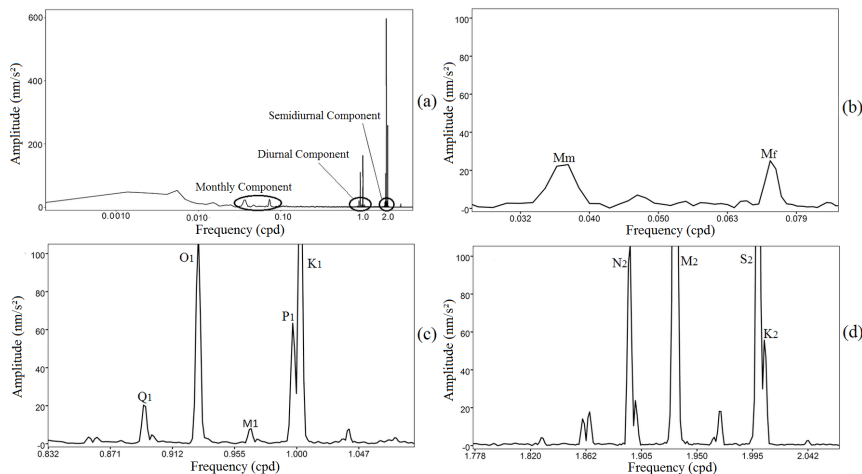 600
400
200
0
Amplitude (nm/s²)
Semidiurnal Component
Diurnal Component
Monthly Component
0.0010
0.010
0.10
1.0
2.0
Frequency (cpd)
(a)
100
80
60
40
20
-0
Amplitude (nm/s²)
Mm
Mf
0.032
0.040
0.050
0.063
0.079
Frequency (cpd)
(b)
100
80
60
40
20
-0
Amplitude (nm/s²)
Q1
O1
M1
P1
K1
0.832
0.871
0.912
0.955
1.000
1.047
Frequency (cpd)
(c)
100
80
60
40
20
-0
Amplitude (nm/s²)
N2
M2
S2
K2
1.778
1.820
1.862
1.905
1.950
1.995
2.042
Frequency (cpd)
(d)